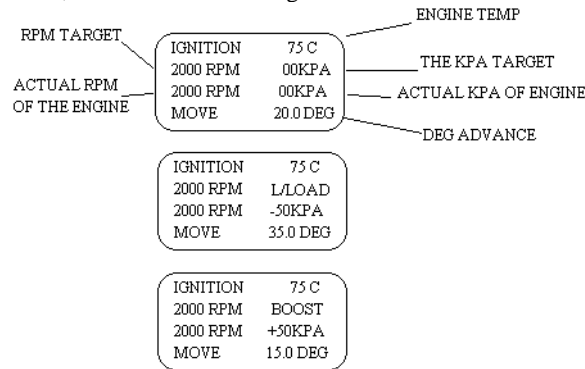 ENGINE TEMP
RPM TARGET
IGNITION 75 C
2000 RPM 00KPA
THE KPA TARGET
ACTUAL RPM
OF THE ENGINE
2000 RPM 00KPA
ACTUAL KPA OF ENGINE
MOVE 20.0 DEG
DEG ADVANCE
IGNITION 75 C
2000 RPM L/LOAD
2000 RPM -50KPA
MOVE 35.0 DEG
IGNITION 75 C
2000 RPM BOOST
2000 RPM +50KPA
MOVE 15.0 DEG